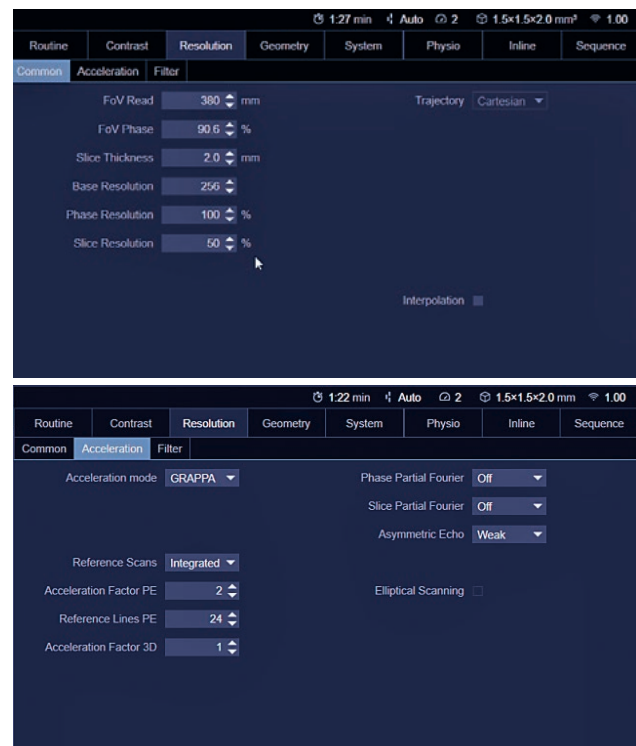 1:27 min Auto 2 1.5×1.5×2.0 mm³ 1.00
Routine Contrast Resolution Geometry System Physio Inline Sequence
Common Acceleration Filter
FoV Read 380 mm Trajectory Cartesian
FoV Phase 90.6 %
Slice Thickness 2.0 mm
Base Resolution 256
Phase Resolution 100 %
Slice Resolution 50 %
Interpolation
1:22 min Auto 2 1.5×1.5×2.0 mm 1.00
Routine Contrast Resolution Geometry System Physio Inline Sequence
Common Acceleration Filter
Acceleration mode GRAPPA Phase Partial Fourier Off
Slice Partial Fourier Off
Asymmetric Echo Weak
Reference Scans Integrated
Acceleration Factor PE 2 Elliptical Scanning
Reference Lines PE 24
Acceleration Factor 3D 1